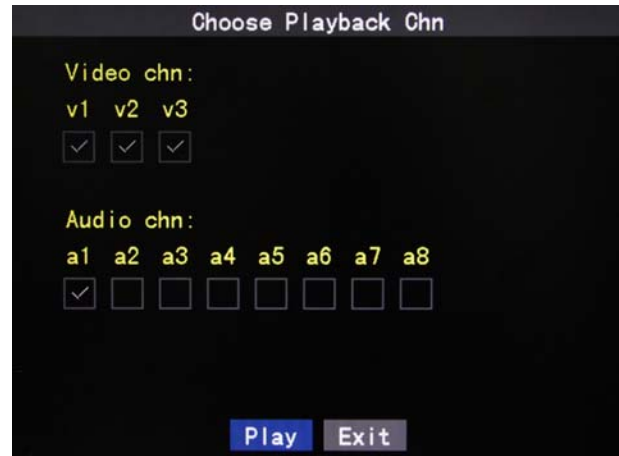 Choose Playback Chn
Video chn:
v1 v2 v3
Audio chn:
a1 a2 a3 a4 a5 a6 a7 a8
Play Exit